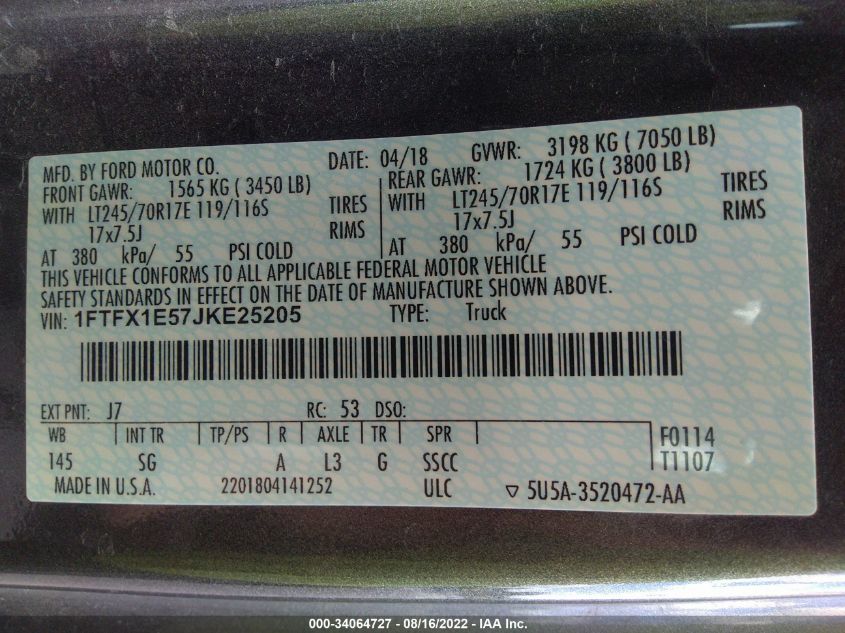 MFD. BY FORD MOTOR CO. DATE: 04/18 GVWR: 3198 KG ( 7050 LB)
FRONT GAWR: 1565 KG ( 3450 LB) REAR GAWR: 1724 KG ( 3800 LB)
WITH LT245/70R17E 119/116S TIRES WITH LT245/70R17E 119/116S TIRES
17x7.5J RIMS 17x7.5J RIMS
AT 380 kPa/ 55 PSI COLD AT 380 kPa/ 55 PSI COLD
THIS VEHICLE CONFORMS TO ALL APPLICABLE FEDERAL MOTOR VEHICLE
SAFETY STANDARDS IN EFFECT ON THE DATE OF MANUFACTURE SHOWN ABOVE.
VIN: 1FTFX1E57JKE25205 TYPE: Truck
EXT PNT: J7 RC: 53 DSO:
WB INT TR TP/PS R AXLE TR SPR F0114
145 SG A L3 G SSCC T1107
MADE IN U.S.A. 2201804141252 ULC ▽ 5U5A-3520472-AA
000-34064727 - 08/16/2022 - IAA Inc.